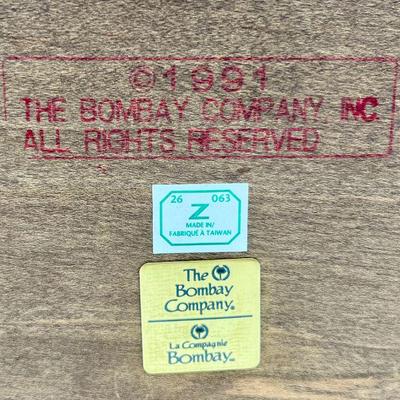 ©1991
THE BOMBAY COMPANY, INC.
ALL RIGHTS RESERVED
26 063
Z
MADE IN/
FABRIQUÉ À TAIWAN
The
Bombay
Company®
La Compagnie
Bombay